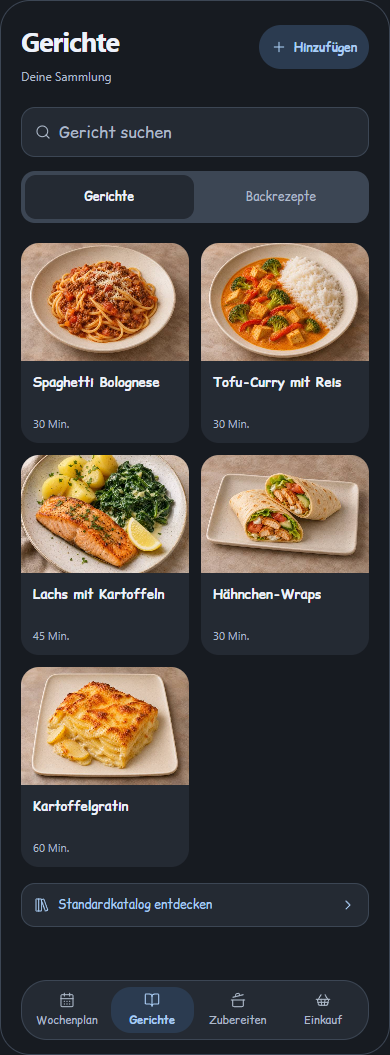 Gerichte
Hinzufügen
Deine Sammlung
Gericht suchen
Gerichte
Backrezepte
Spaghetti Bolognese
30 Min.
Tofu-Curry mit Reis
30 Min.
Lachs mit Kartoffeln
45 Min.
Hähnchen-Wraps
30 Min.
Kartoffelgratin
60 Min.
Standardkatalog entdecken
Wochenplan
Gerichte
Zubereiten
Einkauf